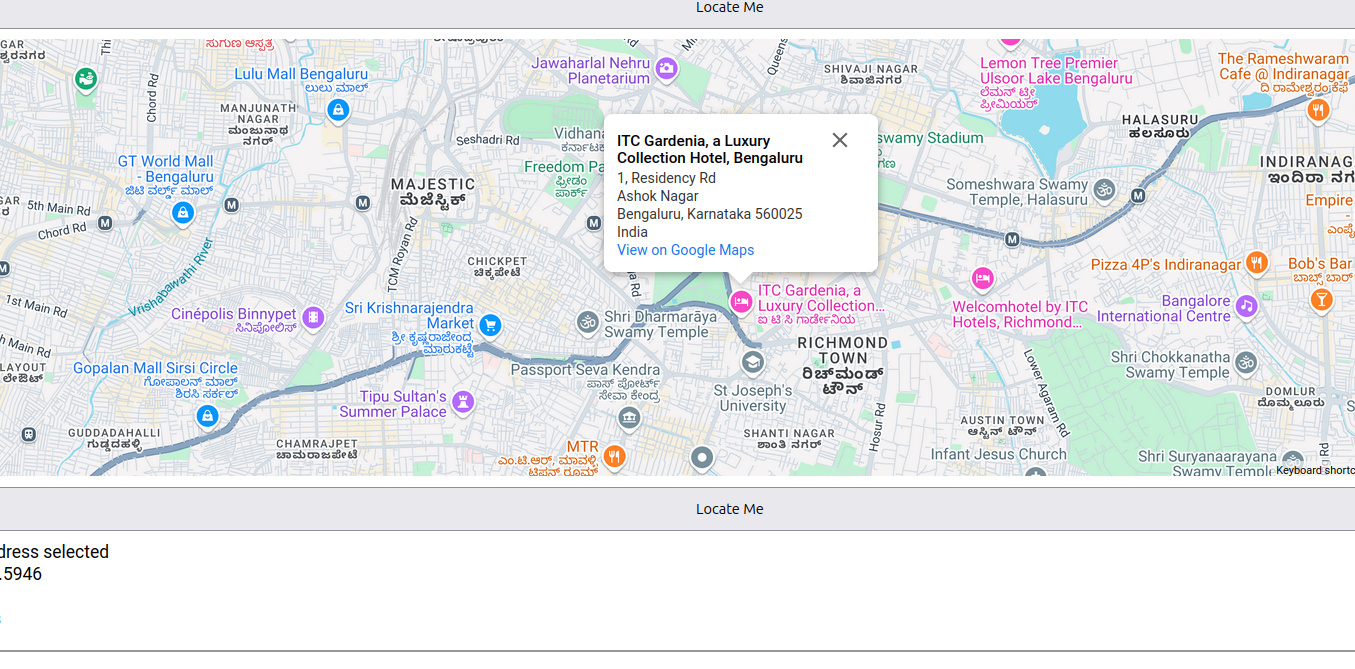 Locate Me
ಸುಗುಣ ಆಸ್ಪತ್ರೆ
Chord Rd
Lulu Mall Bengaluru
ಲುಲು ಮಾಲ್
MANJUNATH
NAGAR
ಮಂಜುನಾಥ
ನಗರ
Jawaharlal Nehru
Planetarium
Queens
SHIVAJI NAGAR
ಶಿವಾಜಿನಗರ
Lemon Tree Premier
Ulsoor Lake Bengaluru
ಲೆಮನ್ ಟ್ರೀ
ಪ್ರೀಮಿಯರ್
The Rameshwaram
Cafe @ Indiranagar
ದಿ ರಾಮೇಶ್ವರಂ ಕೆಫೆ
HALASURU
ಹಲಸೂರು
Seshadri Rd
Vidhana
ಕರ್ನಾಟಕ
Freedom Pa
ಫ್ರೀಡಂ
ಪಾರ್ಕ್
ITC Gardenia, a Luxury
Collection Hotel, Bengaluru
1, Residency Rd
Ashok Nagar
Bengaluru, Karnataka 560025
India
View on Google Maps
swamy Stadium
GT World Mall
- Bengaluru
ಜಿಟಿ ವರ್ಲ್ಡ್ ಮಾಲ್
MAJESTIC
ಮೆಜೆಸ್ಟಿಕ್
INDIRANAG
ಇಂದಿರಾ ನಗ
Someshwara Swamy
Temple, Halasuru
Empire
5th Main Rd
Chord Rd
M
M
M
M
M
M
M
Vrishabawathi River
TCM Royan Rd
CHICKPET
ಚಿಕ್ಕಪೇಟೆ
a Rd
Pizza 4P's Indiranagar
Bob's Bar
ಬಾಬ್ಸ್ ಬಾರ್
1st Main Rd
Cinépolis Binnypet
ಸಿನಿಪೋಲಿಸ್
Sri Krishnarajendra
Market
ಶ್ರೀ ಕೃಷ್ಣರಾಜೇಂದ್ರ
ಮಾರುಕಟ್ಟೆ
Shri Dharmarāya
Swamy Temple
ITC Gardenia, a
Luxury Collection...
ಐ ಟಿ ಸಿ ಗಾರ್ಡೇನಿಯ
Welcomhotel by ITC
Hotels, Richmond...
Bangalore
International Centre
h Main Rd
LAYOUT
ಲೇಔಟ್
Gopalan Mall Sirsi Circle
ಗೋಪಾಲನ್ ಮಾಲ್
ಶಿರಸಿ ಸರ್ಕಲ್
Passport Seva Kendra
ಪಾಸ್ ಪೋರ್ಟ್
ಸೇವಾ ಕೇಂದ್ರ
RICHMOND
TOWN
ರಿಚ್‌ಮಂಡ್
ಟೌನ್
St Joseph's
University
Lower Agaram Rd
Shri Chokkanatha
Swamy Temple
DOMLUR
ದೊಮ್ಮಲೂರು
Tipu Sultan's
Summer Palace
GUDDADAHALLI
ಗುಡ್ಡದಹಳ್ಳಿ
CHAMRAJPET
ಚಾಮರಾಜಪೇಟೆ
MTR
ಎಂ.ಟಿ.ಆರ್, ಮಾವಳ್ಳಿ
ಟಿಫನ್ ರೂಮ್
SHANTI NAGAR
ಶಾಂತಿ ನಗರ್
Hosur Rd
AUSTIN TOWN
ಆಸ್ಟಿನ್ ಟೌನ್
Infant Jesus Church
Shri Suryanaarayana
Swamy Temple
Keyboard shortc
Locate Me
dress selected
.5946